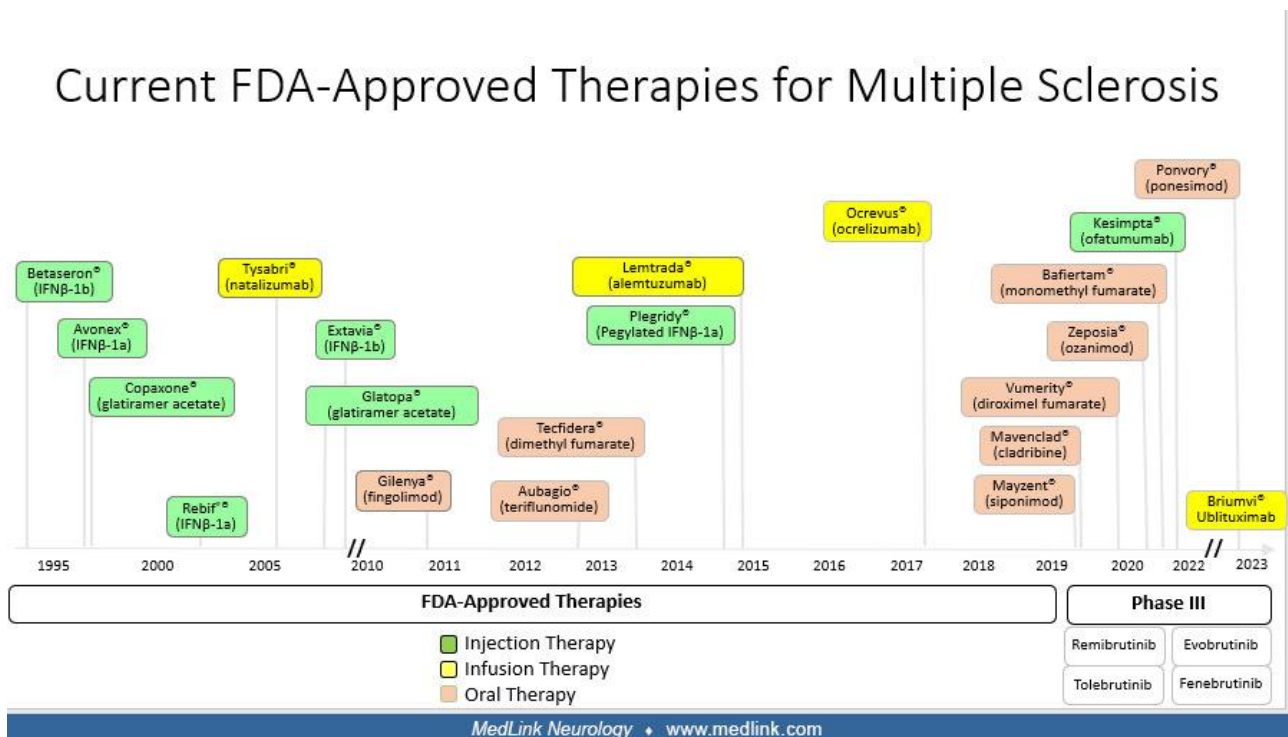 Current FDA-Approved Therapies for Multiple Sclerosis
Ponvory®
(ponesimod)
Ocrevus®
(ocrelizumab)
Kesimpta®
(ofatumumab)
Betaseron®
(IFNβ-1b)
Tysabri®
(natalizumab)
Lemtrada®
(alemtuzumab)
Bafiertam®
(monomethyl fumarate)
Avonex®
(IFNβ-1a)
Extavia®
(IFNβ-1b)
Plegridy®
(Pegylated IFNβ-1a)
Zeposia®
(ozanimod)
Copaxone®
(glatiramer acetate)
Glatopa®
(glatiramer acetate)
Vumerity®
(diroximel fumarate)
Tecfidera®
(dimethyl fumarate)
Mavenclad®
(cladribine)
Gilenya®
(fingolimod)
Aubagio®
(teriflunomide)
Mayzent®
(siponimod)
Rebif®
(IFNβ-1a)
Briumvi®
Ublituximab
1995 2000 2005 // 2010 2011 2012 2013 2014 2015 2016 2017 2018 2019 2020 2022 // 2023
FDA-Approved Therapies
Phase III
Injection Therapy
Infusion Therapy
Oral Therapy
Remibrutinib Evobrutinib
Tolebrutinib Fenebrutinib
MedLink Neurology ♦ www.medlink.com